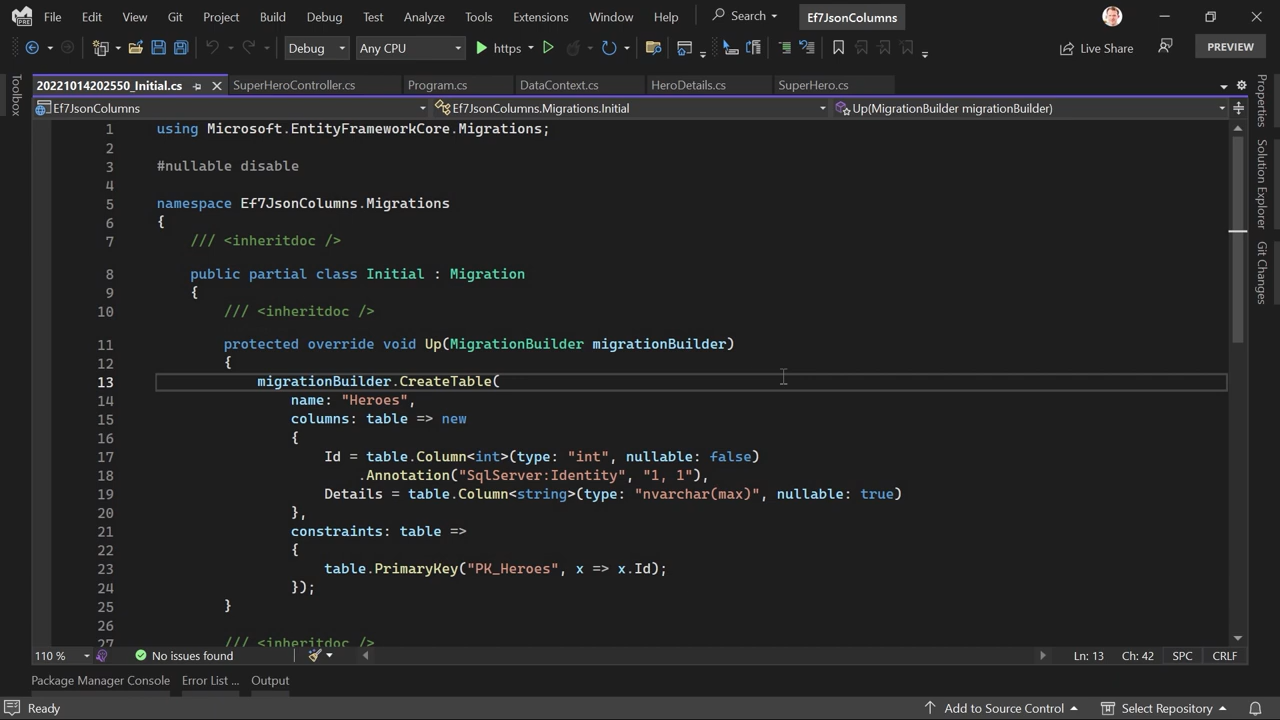 File Edit View Git Project Build Debug Test Analyze Tools Extensions Window Help Search Ef7JsonColumns
Debug Any CPU https Live Share PREVIEW
20221014202550_Initial.cs SuperHeroController.cs Program.cs DataContext.cs HeroDetails.cs SuperHero.cs
Ef7JsonColumns Ef7JsonColumns.Migrations.Initial Up(MigrationBuilder migrationBuilder)
Toolbox
1 using Microsoft.EntityFrameworkCore.Migrations;
2
3 #nullable disable
4
5 namespace Ef7JsonColumns.Migrations
6 {
7 /// <inheritdoc />
8 public partial class Initial : Migration
9 {
10 /// <inheritdoc />
11 protected override void Up(MigrationBuilder migrationBuilder)
12 {
13 migrationBuilder.CreateTable(
14 name: "Heroes",
15 columns: table => new
16 {
17 Id = table.Column<int>(type: "int", nullable: false)
18 .Annotation("SqlServer:Identity", "1, 1"),
19 Details = table.Column<string>(type: "nvarchar(max)", nullable: true)
20 },
21 constraints: table =>
22 {
23 table.PrimaryKey("PK_Heroes", x => x.Id);
24 });
25 }
26
27 /// <inheritdoc />
Properties
Solution Explorer
Git Changes
110 % No issues found Ln: 13 Ch: 42 SPC CRLF
Package Manager Console Error List ... Output
Ready Add to Source Control Select Repository